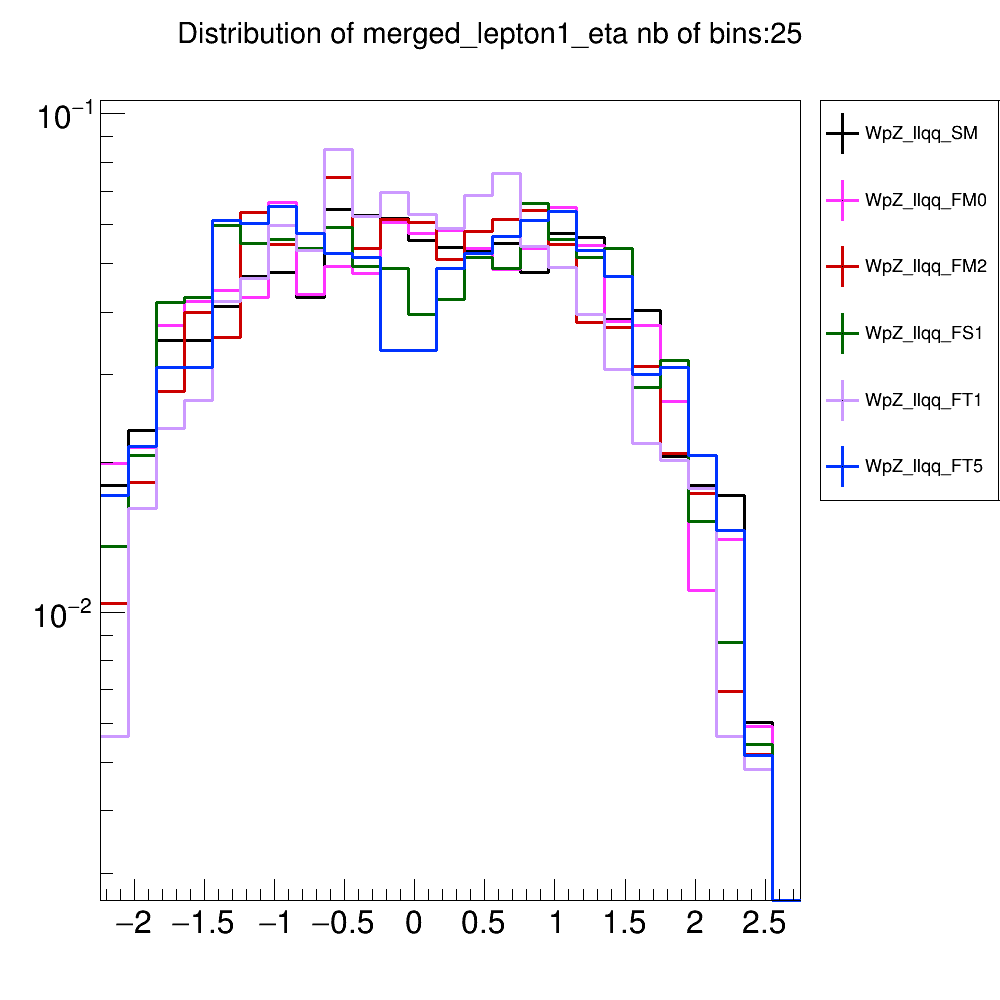 Distribution of merged_lepton1_eta nb of bins:25
10−1
10−2
−2 −1.5 −1 −0.5 0 0.5 1 1.5 2 2.5
WpZ_llqq_SM
WpZ_llqq_FM0
WpZ_llqq_FM2
WpZ_llqq_FS1
WpZ_llqq_FT1
WpZ_llqq_FT5